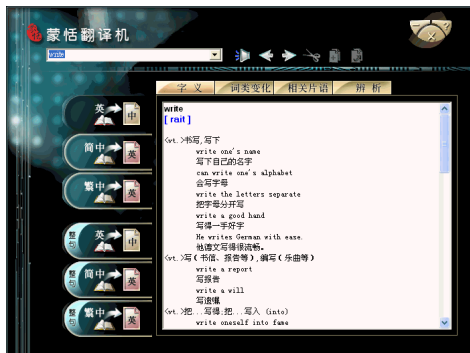 蒙恬翻译机
write
字 义 词类变化 相关片语 辨 析
英 中
简中 英
繁中 英
整句 英 中
整句 简中 英
整句 繁中 英
write
[ rait ]
<vt.>书写,写下
write one's name
写下自己的名字
can write one's alphabet
会写字母
write the letters separate
把字母分开写
write a good hand
写得一手好字
He writes German with ease.
他德文写得很流畅。
<vt.>写(书信、报告等),编写(乐曲等)
write a report
写报告
write a will
写遗嘱
<vt.>把...写得;把...写入 (into)
write oneself into fame